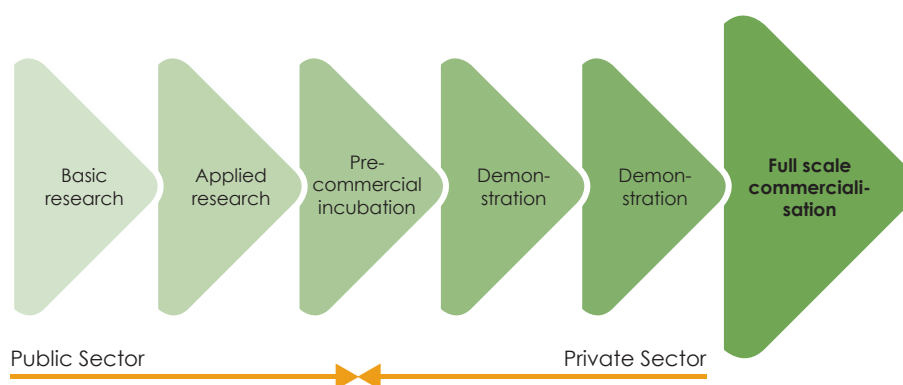 Basic
research
Applied
research
Pre-
commercial
incubation
Demon-
stration
Demon-
stration
Full scale
commerciali-
sation
Public Sector
Private Sector